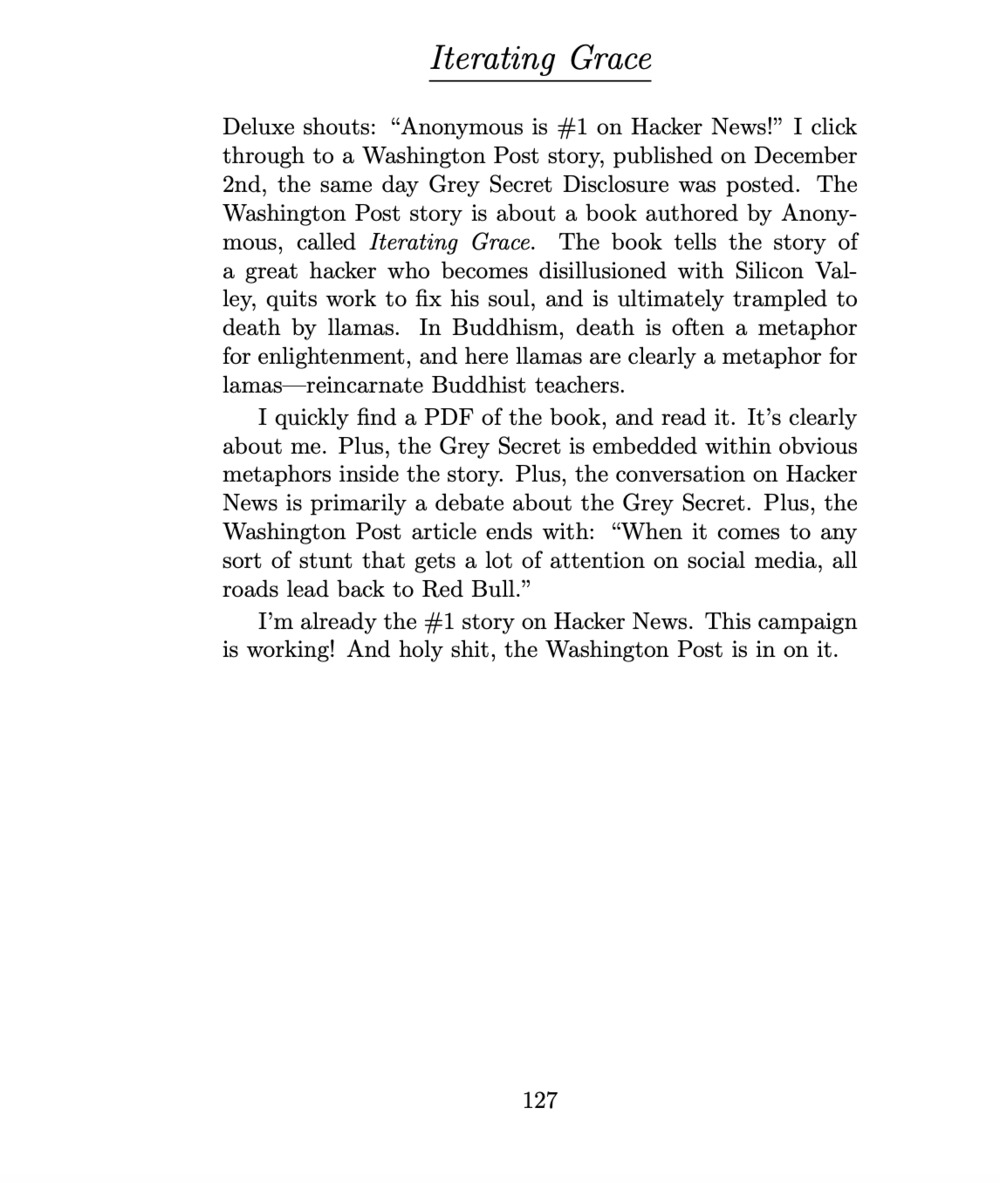 Iterating Grace
Deluxe shouts: “Anonymous is #1 on Hacker News!” I click
through to a Washington Post story, published on December
2nd, the same day Grey Secret Disclosure was posted. The
Washington Post story is about a book authored by Anony-
mous, called Iterating Grace. The book tells the story of
a great hacker who becomes disillusioned with Silicon Val-
ley, quits work to fix his soul, and is ultimately trampled to
death by llamas. In Buddhism, death is often a metaphor
for enlightenment, and here llamas are clearly a metaphor for
lamas—reincarnate Buddhist teachers.
I quickly find a PDF of the book, and read it. It’s clearly
about me. Plus, the Grey Secret is embedded within obvious
metaphors inside the story. Plus, the conversation on Hacker
News is primarily a debate about the Grey Secret. Plus, the
Washington Post article ends with: “When it comes to any
sort of stunt that gets a lot of attention on social media, all
roads lead back to Red Bull.”
I’m already the #1 story on Hacker News. This campaign
is working! And holy shit, the Washington Post is in on it.
127